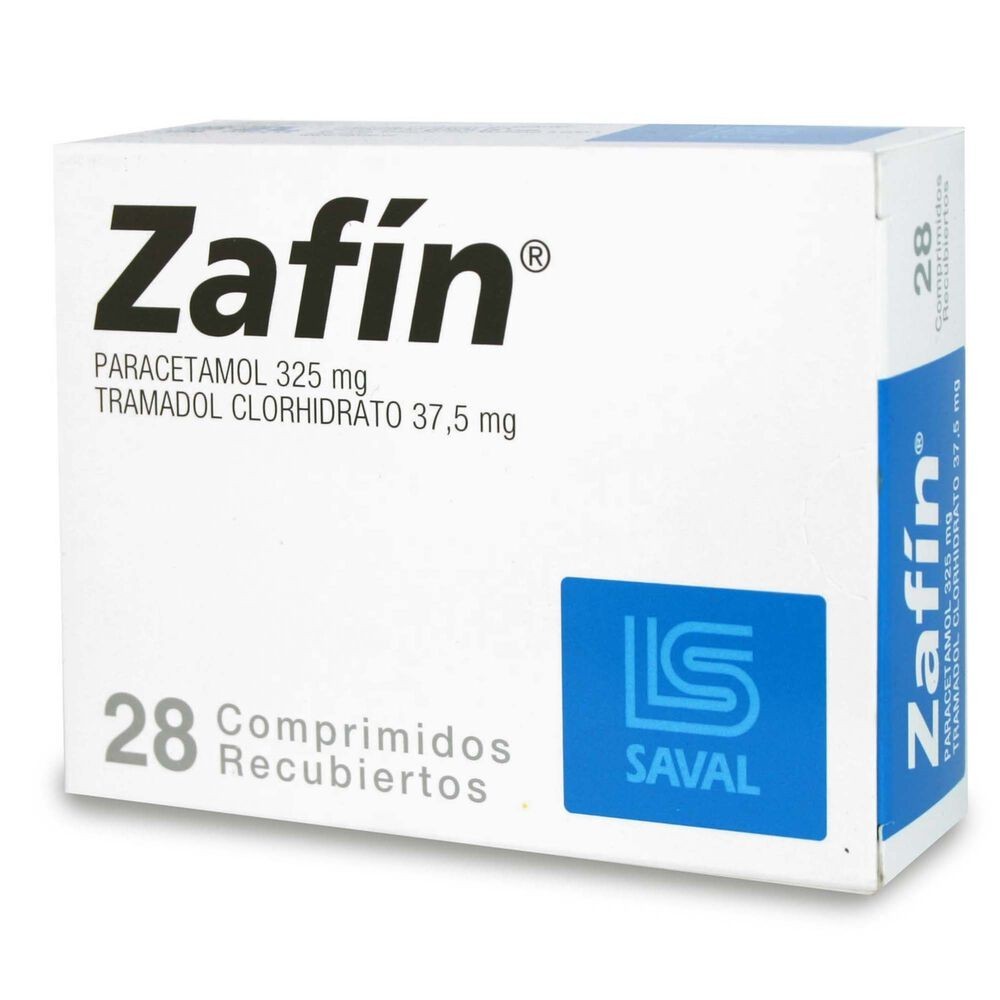 Zafín®
PARACETAMOL 325 mg
TRAMADOL CLORHIDRATO 37,5 mg
28 Comprimidos
Recubiertos
LS
SAVAL
28
Comprimidos
Recubiertos
Zafín®
PARACETAMOL 325 mg
TRAMADOL CLORHIDRATO 37,5 mg